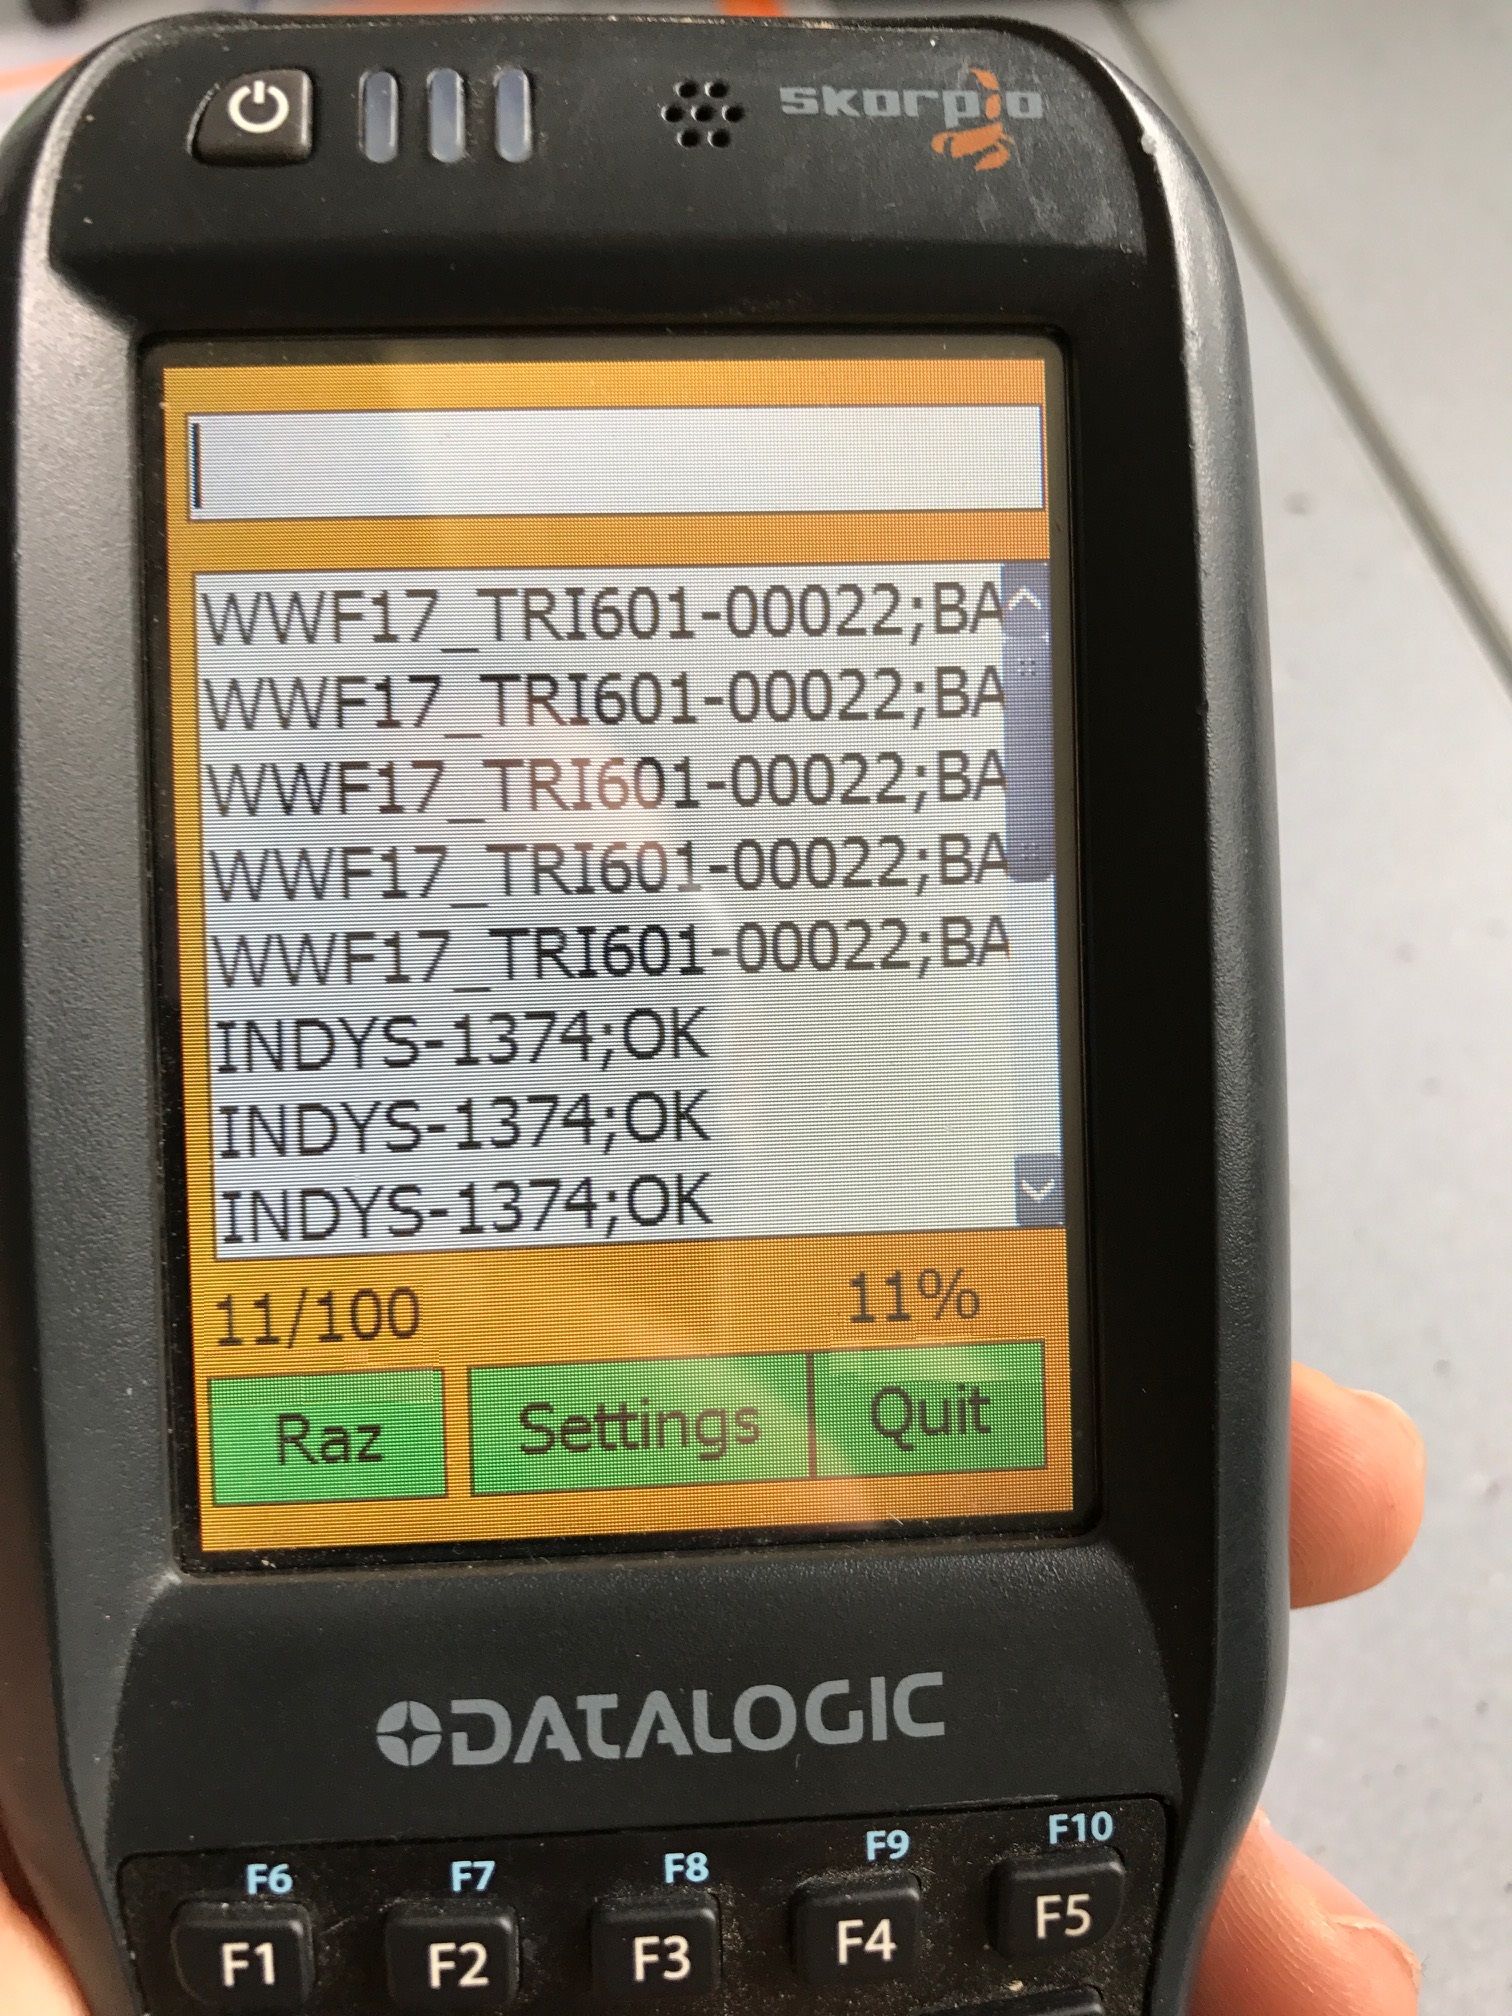 skorpio
WWF17_TRI601-00022;BA
WWF17_TRI601-00022;BA
WWF17_TRI601-00022;BA
WWF17_TRI601-00022;BA
WWF17_TRI601-00022;BA
INDYS-1374;OK
INDYS-1374;OK
INDYS-1374;OK
11/100 11%
Raz Settings Quit
DATALOGIC
F6 F7 F8 F9 F10
F1 F2 F3 F4 F5